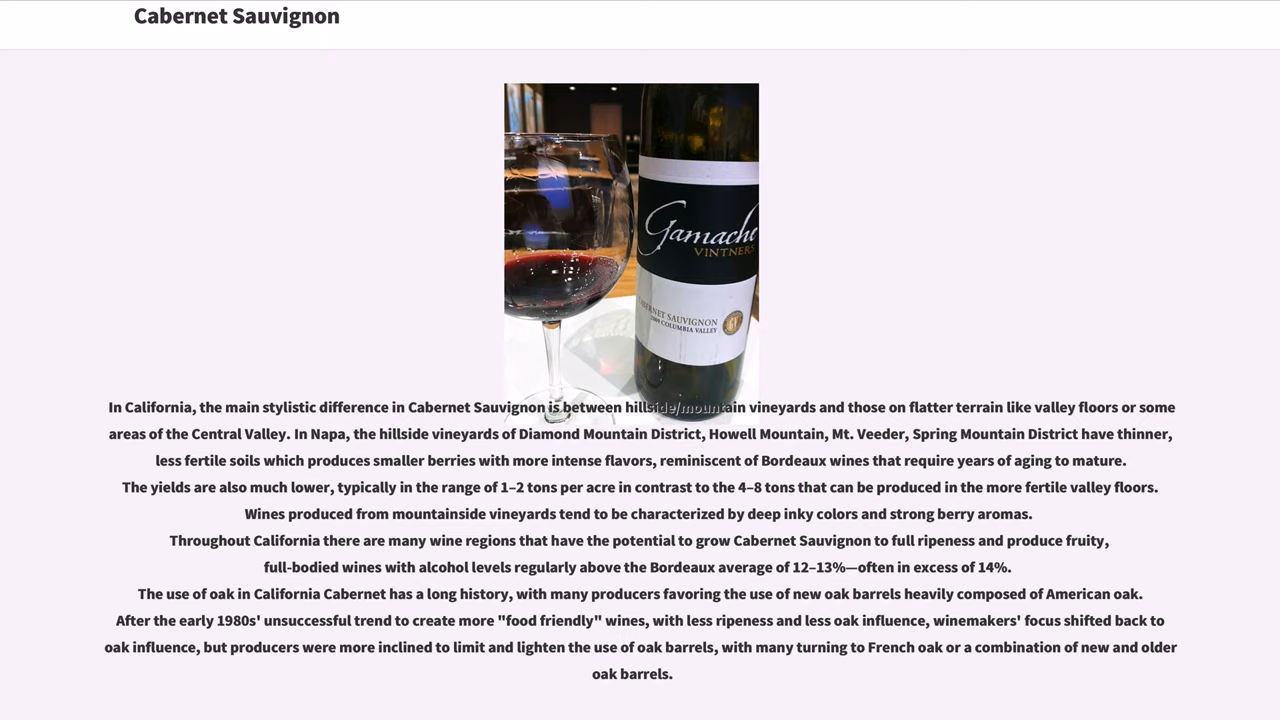 Cabernet Sauvignon
Gamache
VINTNERS
CABERNET SAUVIGNON
2009 COLUMBIA VALLEY
In California, the main stylistic difference in Cabernet Sauvignon is between hillside/mountain vineyards and those on flatter terrain like valley floors or some
areas of the Central Valley. In Napa, the hillside vineyards of Diamond Mountain District, Howell Mountain, Mt. Veeder, Spring Mountain District have thinner,
less fertile soils which produces smaller berries with more intense flavors, reminiscent of Bordeaux wines that require years of aging to mature.
The yields are also much lower, typically in the range of 1–2 tons per acre in contrast to the 4–8 tons that can be produced in the more fertile valley floors.
Wines produced from mountainside vineyards tend to be characterized by deep inky colors and strong berry aromas.
Throughout California there are many wine regions that have the potential to grow Cabernet Sauvignon to full ripeness and produce fruity,
full-bodied wines with alcohol levels regularly above the Bordeaux average of 12–13%—often in excess of 14%.
The use of oak in California Cabernet has a long history, with many producers favoring the use of new oak barrels heavily composed of American oak.
After the early 1980s' unsuccessful trend to create more "food friendly" wines, with less ripeness and less oak influence, winemakers' focus shifted back to
oak influence, but producers were more inclined to limit and lighten the use of oak barrels, with many turning to French oak or a combination of new and older
oak barrels.